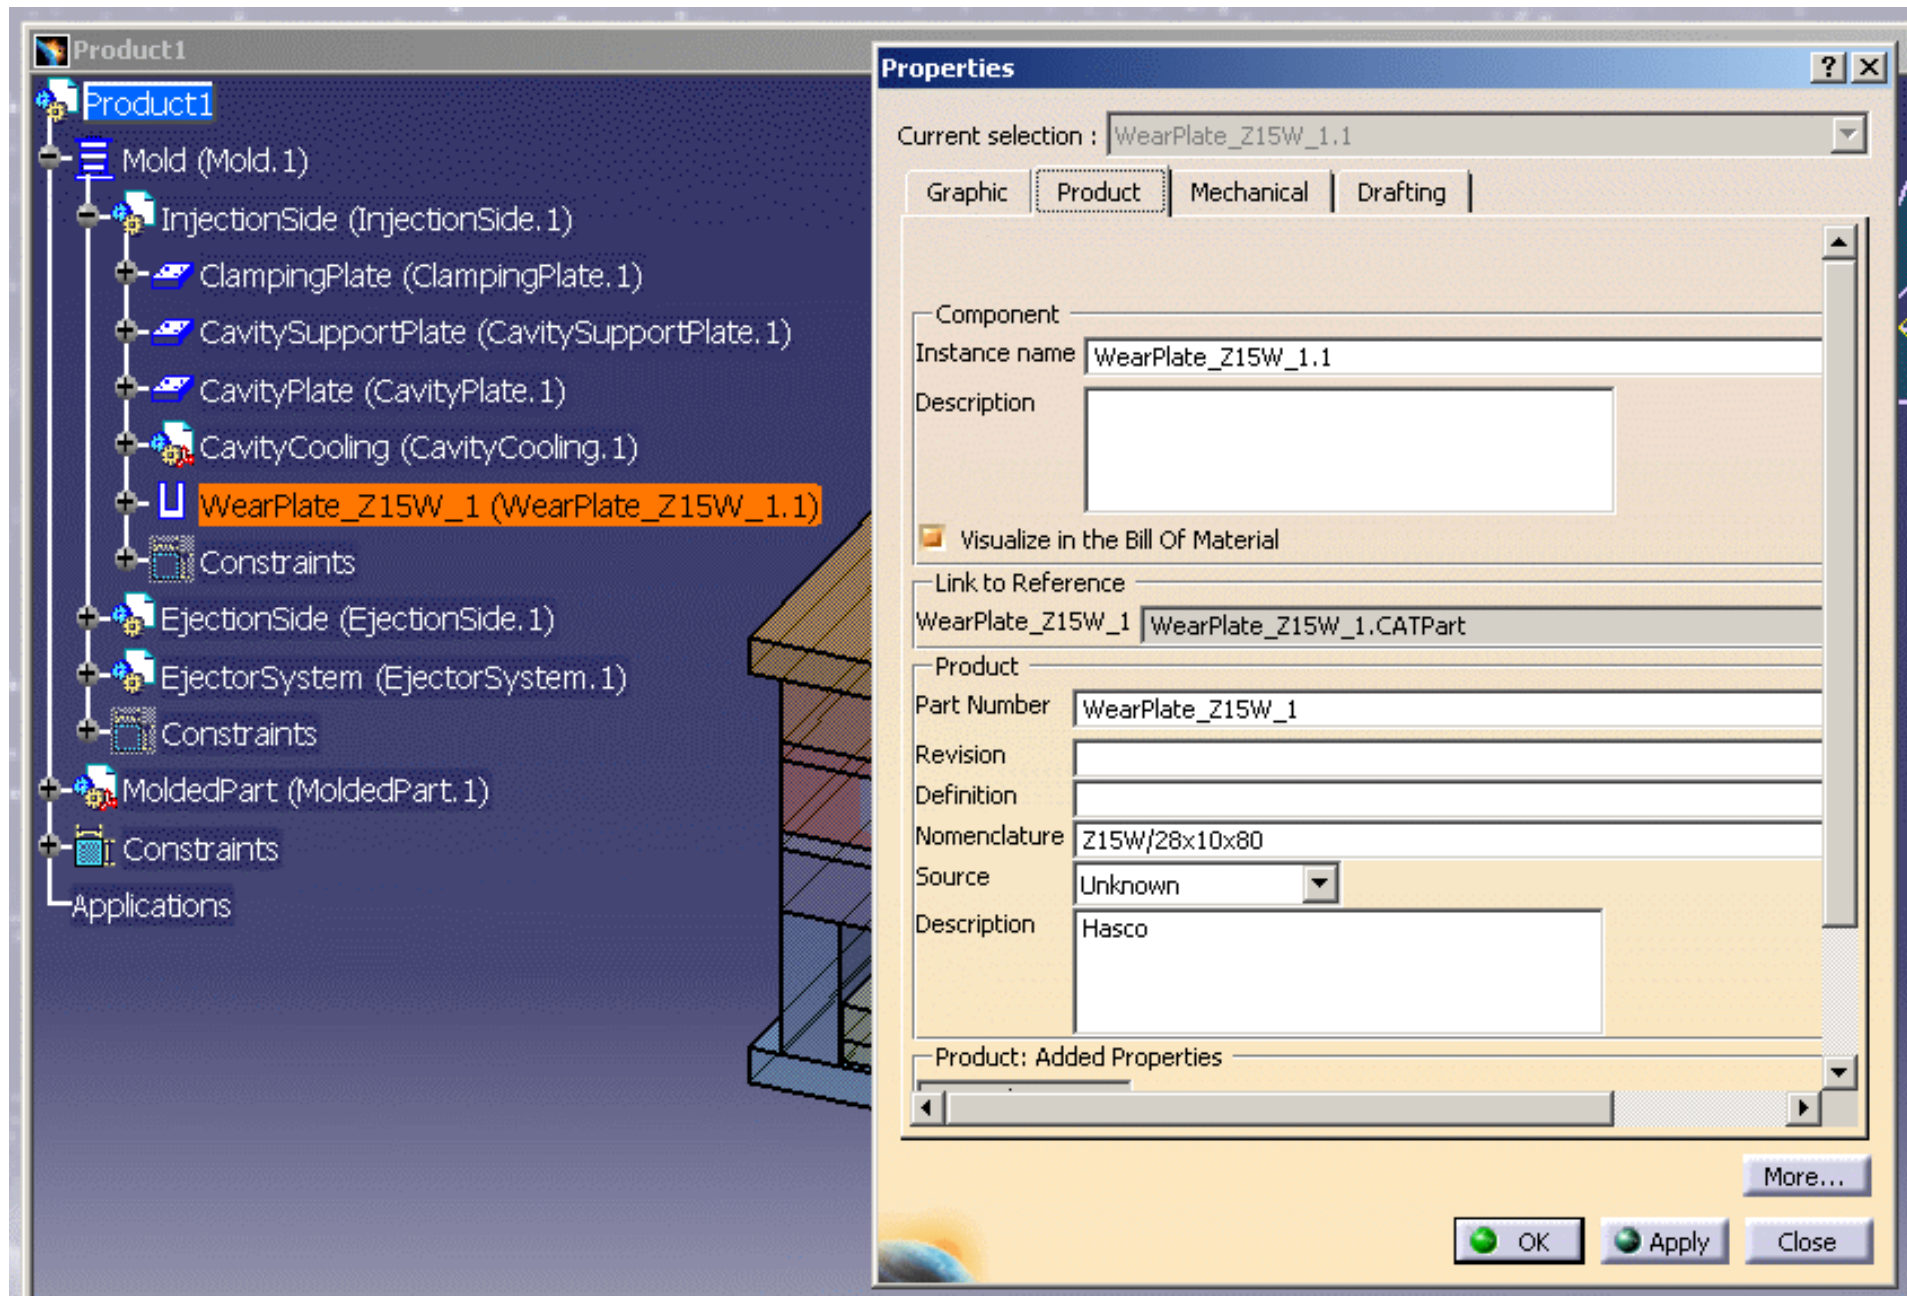 Product1
Product1
Mold (Mold.1)
InjectionSide (InjectionSide.1)
ClampingPlate (ClampingPlate.1)
CavitySupportPlate (CavitySupportPlate.1)
CavityPlate (CavityPlate.1)
CavityCooling (CavityCooling.1)
WearPlate_Z15W_1 (WearPlate_Z15W_1.1)
Constraints
EjectionSide (EjectionSide.1)
EjectorSystem (EjectorSystem.1)
Constraints
MoldedPart (MoldedPart.1)
Constraints
Applications
Properties
Current selection : WearPlate_Z15W_1.1
Graphic Product Mechanical Drafting
Component
Instance name WearPlate_Z15W_1.1
Description
Visualize in the Bill Of Material
Link to Reference
WearPlate_Z15W_1 WearPlate_Z15W_1.CATPart
Product
Part Number WearPlate_Z15W_1
Revision
Definition
Nomenclature Z15W/28x10x80
Source Unknown
Description Hasco
Product: Added Properties
More...
OK Apply Close